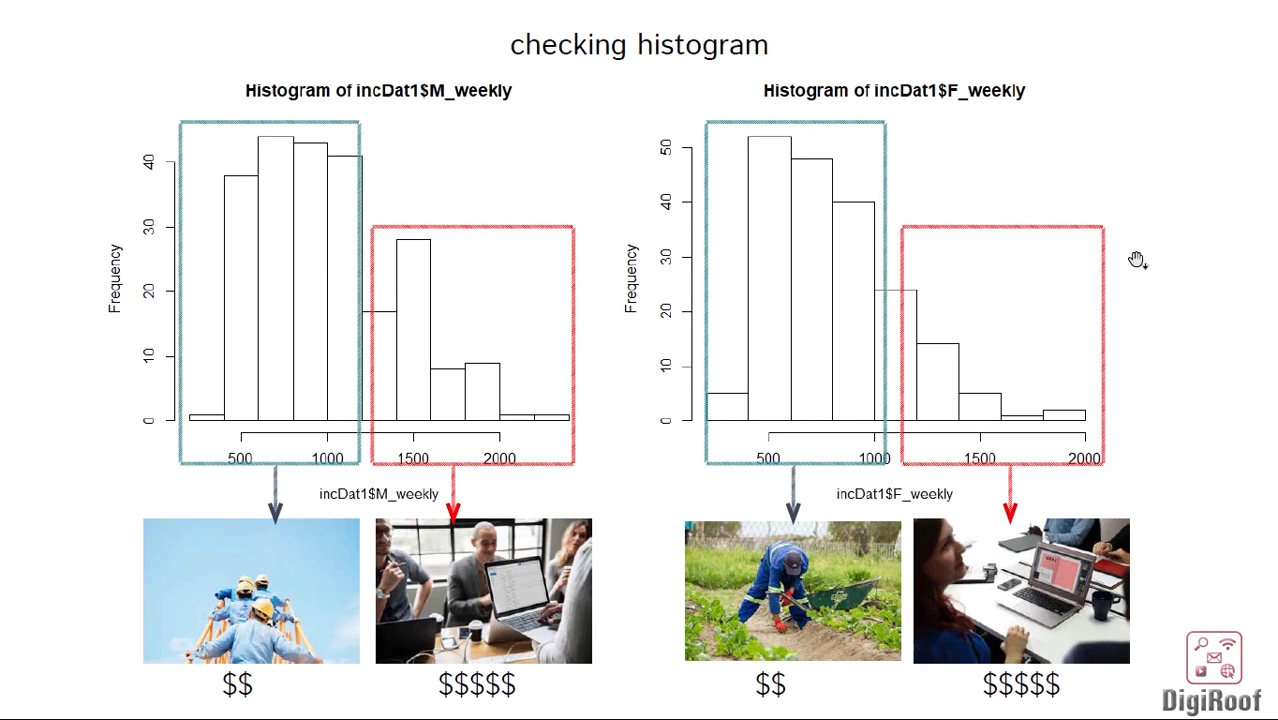 checking histogram
Histogram of incDat1$M_weekly
Histogram of incDat1$F_weekly
Frequency
40
30
20
10
0
500 1000 1500 2000
incDat1$M_weekly
Frequency
50
40
30
20
10
0
500 1000 1500 2000
incDat1$F_weekly
$$ $$$$$ $$ $$$$$
DigiRoof